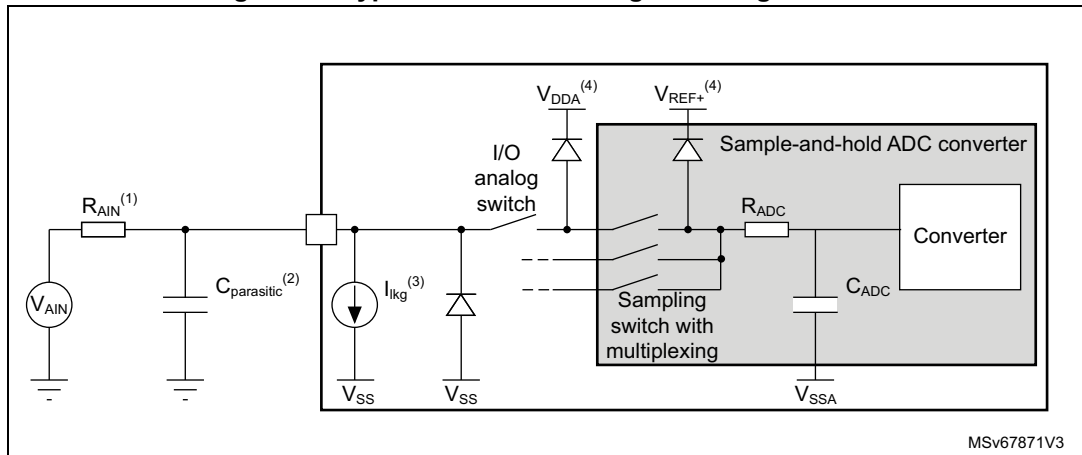 V_DDA^(4)
V_REF+^(4)
Sample-and-hold ADC converter
I/O
analog
switch
R_AIN^(1)
R_ADC
Converter
C_parasitic^(2)
I_lkg^(3)
V_AIN
C_ADC
Sampling
switch with
multiplexing
V_SS
V_SS
V_SSA
MSv67871V3